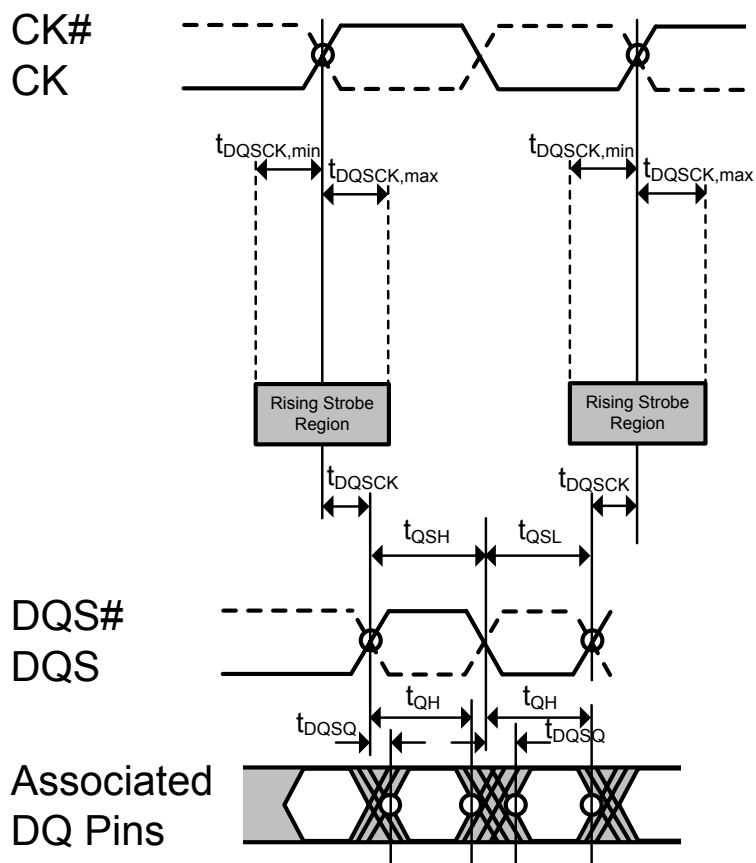 CK#
CK
tDQSCK,min
tDQSCK,max
tDQSCK,min
tDQSCK,max
Rising Strobe
Region
Rising Strobe
Region
tDQSCK
tDQSCK
tQSH
tQSL
DQS#
DQS
tQH
tQH
tDQSQ
tDQSQ
Associated
DQ Pins